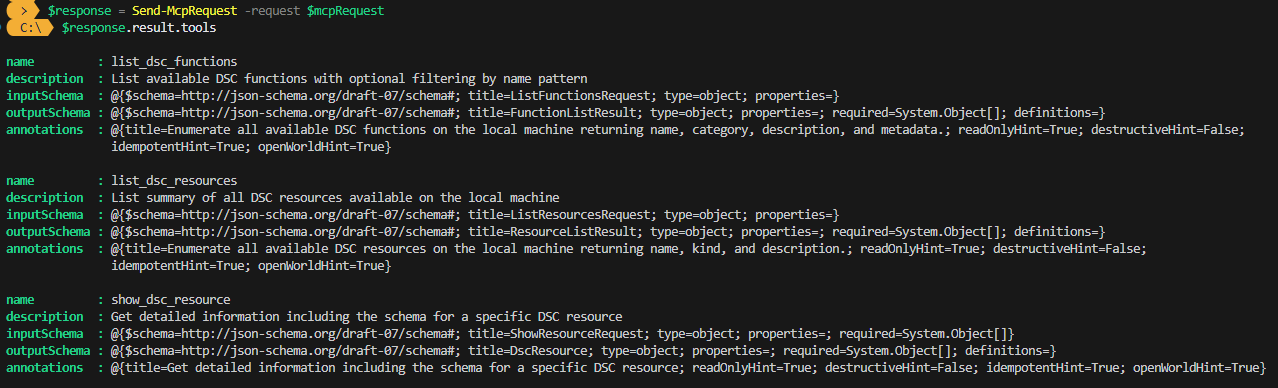 > $response = Send-McpRequest -request $mcpRequest
C:\ $response.result.tools
name : list_dsc_functions
description : List available DSC functions with optional filtering by name pattern
inputSchema : @{$schema=http://json-schema.org/draft-07/schema#; title=ListFunctionsRequest; type=object; properties=}
outputSchema : @{$schema=http://json-schema.org/draft-07/schema#; title=FunctionListResult; type=object; properties=; required=System.Object[]; definitions=}
annotations : @{title=Enumerate all available DSC functions on the local machine returning name, category, description, and metadata.; readOnlyHint=True; destructiveHint=False;
idempotentHint=True; openWorldHint=True}
name : list_dsc_resources
description : List summary of all DSC resources available on the local machine
inputSchema : @{$schema=http://json-schema.org/draft-07/schema#; title=ListResourcesRequest; type=object; properties=}
outputSchema : @{$schema=http://json-schema.org/draft-07/schema#; title=ResourceListResult; type=object; properties=; required=System.Object[]; definitions=}
annotations : @{title=Enumerate all available DSC resources on the local machine returning name, kind, and description.; readOnlyHint=True; destructiveHint=False;
idempotentHint=True; openWorldHint=True}
name : show_dsc_resource
description : Get detailed information including the schema for a specific DSC resource
inputSchema : @{$schema=http://json-schema.org/draft-07/schema#; title=ShowResourceRequest; type=object; properties=; required=System.Object[]}
outputSchema : @{$schema=http://json-schema.org/draft-07/schema#; title=DscResource; type=object; properties=; required=System.Object[]; definitions=}
annotations : @{title=Get detailed information including the schema for a specific DSC resource; readOnlyHint=True; destructiveHint=False; idempotentHint=True; openWorldHint=True}